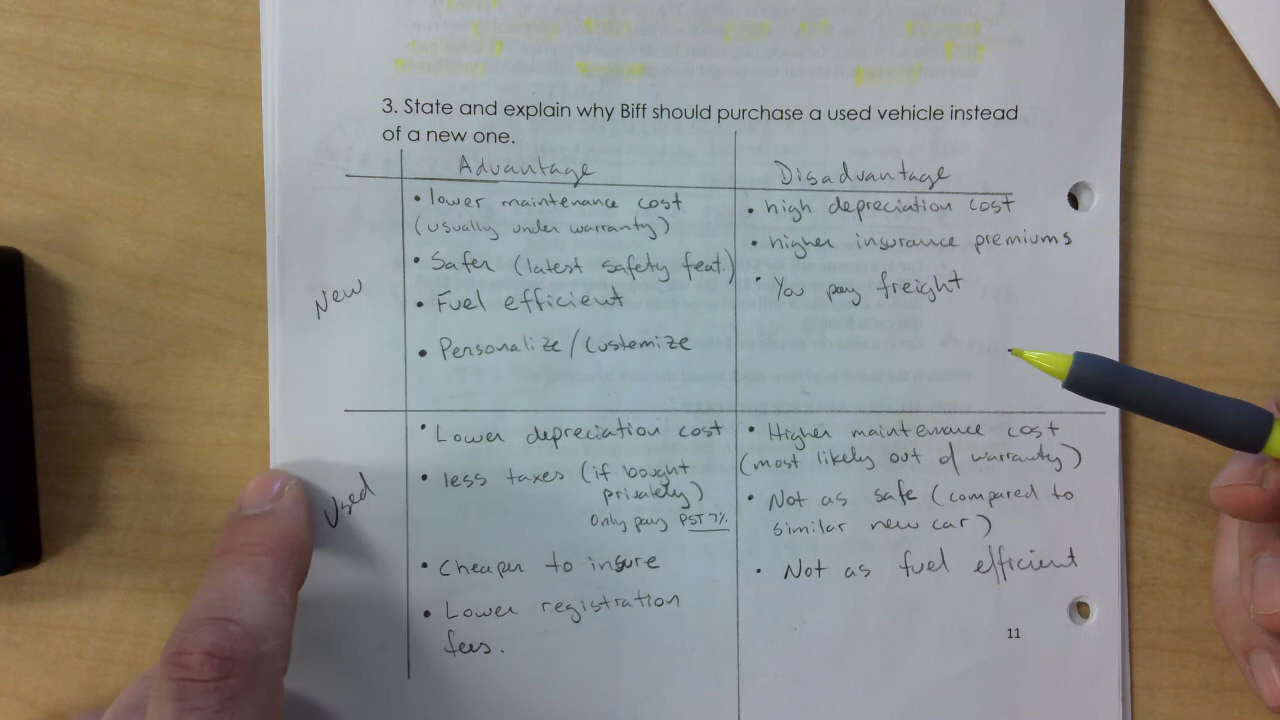 3. State and explain why Biff should purchase a used vehicle instead
of a new one.
Advantage
Disadvantage
New
• lower maintenance cost
(usually under warranty)
• Safer (latest safety feat.)
• Fuel efficient
• Personalize/Custemize
• high depreciation cost
• higher insurance premiums
• You pay freight
Used
• Lower depreciation cost
• less taxes (if bought
privately)
Only pay PST 7%
• Cheaper to insure
• Lower registration
fees.
• Higher maintenance cost
(most likely out of warranty)
• Not as safe (compared to
similar new car)
• Not as fuel efficient
11